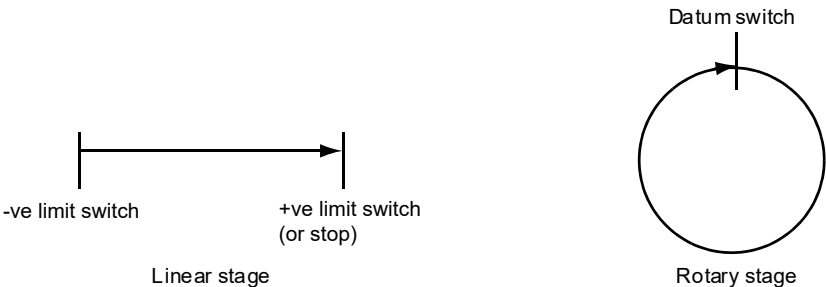 Datum switch
-ve limit switch
+ve limit switch
(or stop)
Linear stage
Rotary stage